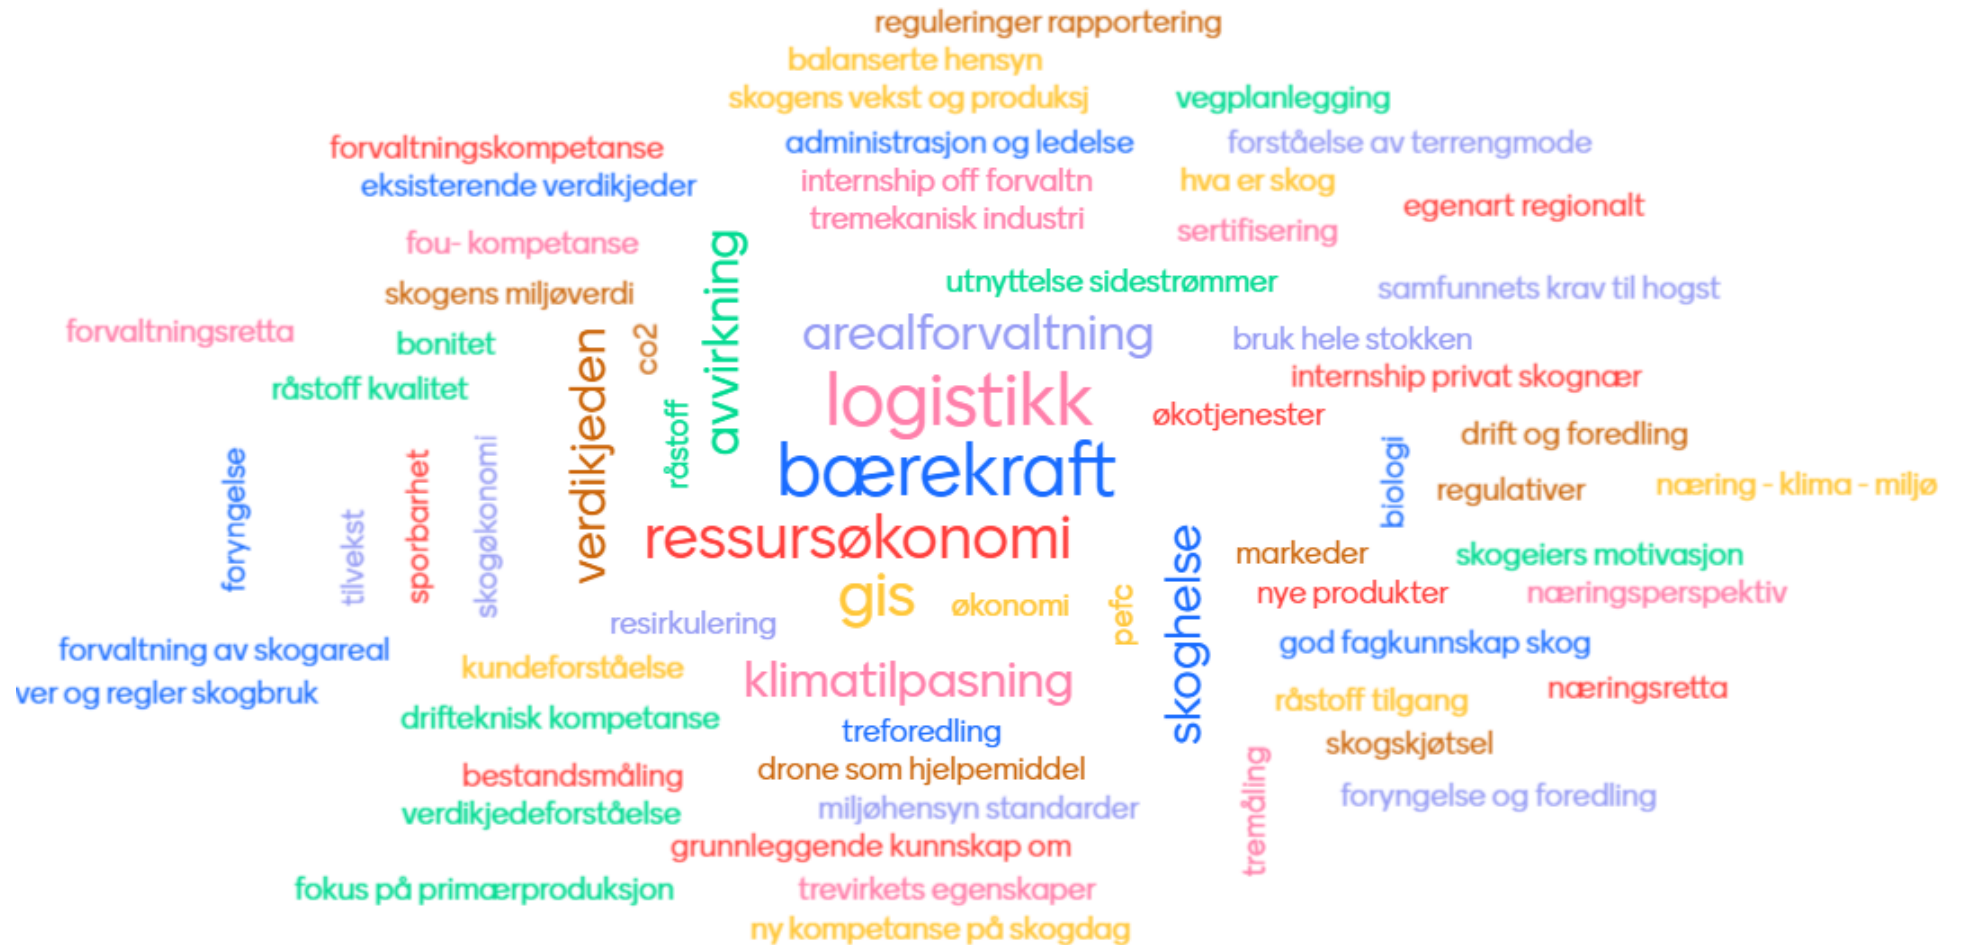 reguleringer rapportering
balanserte hensyn
skogens vekst og produksj
vegplanlegging
forvaltningskompetanse
administrasjon og ledelse
forståelse av terrengmode
eksisterende verdikjeder
internship off forvaltn
hva er skog
tremekanisk industri
egenart regionalt
sertifisering
fou- kompetanse
avvirkning
utnyttelse sidestrømmer
samfunnets krav til hogst
skogens miljøverdi
forvaltningsretta
bonitet
verdikjeden
co2
arealforvaltning
bruk hele stokken
internship privat skognær
råstoff kvalitet
råstoff
logistikk
økotjenester
drift og foredling
foryngelse
tilvekst
sporbarhet
skogøkonomi
bærekraft
biologi
regulativer
næring - klima - miljø
ressursøkonomi
skoghelse
markeder
skogeiers motivasjon
gis
økonomi
pefc
nye produkter
næringsperspektiv
resirkulering
forvaltning av skogareal
kundeforståelse
klimatilpasning
god fagkunnskap skog
ver og regler skogbruk
råstoff tilgang
næringsretta
drifteknisk kompetanse
treforedling
skogskjøtsel
bestandsmåling
drone som hjelpemiddel
tremåling
foryngelse og foredling
verdikjedeforståelse
miljøhensyn standarder
grunnleggende kunnskap om
fokus på primærproduksjon
trevirkets egenskaper
ny kompetanse på skogdag